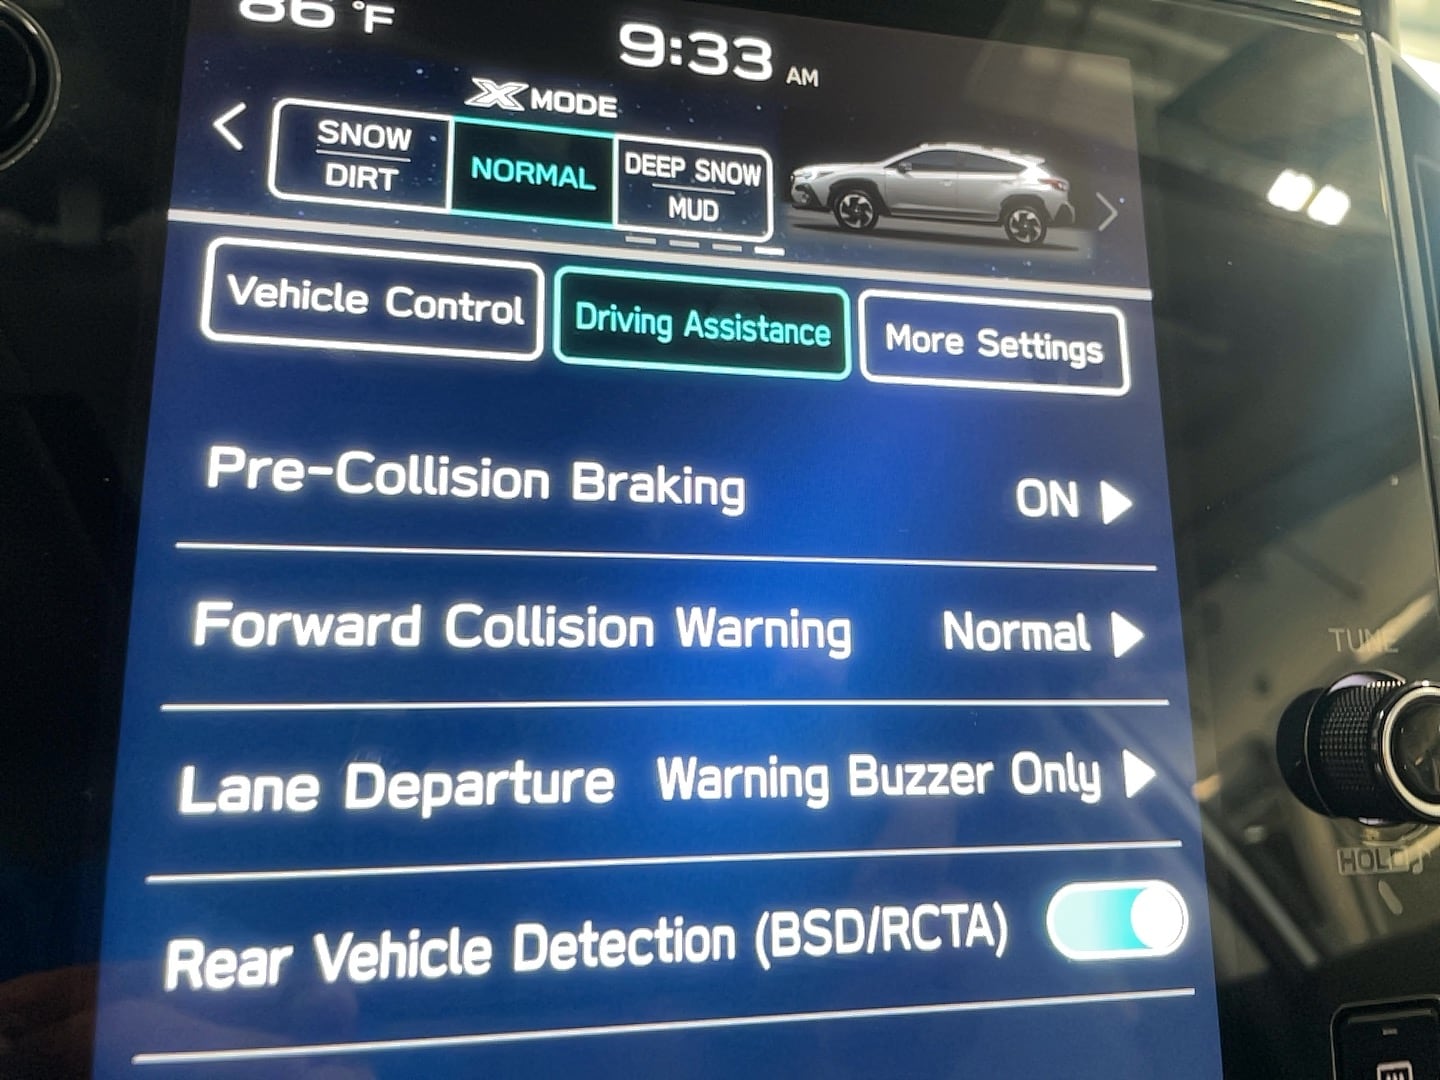 86 °F
9:33 AM
X MODE
SNOW
DIRT
NORMAL
DEEP SNOW
MUD
Vehicle Control
Driving Assistance
More Settings
Pre-Collision Braking ON
Forward Collision Warning Normal
Lane Departure Warning Buzzer Only
Rear Vehicle Detection (BSD/RCTA)
TUNE
HOLD